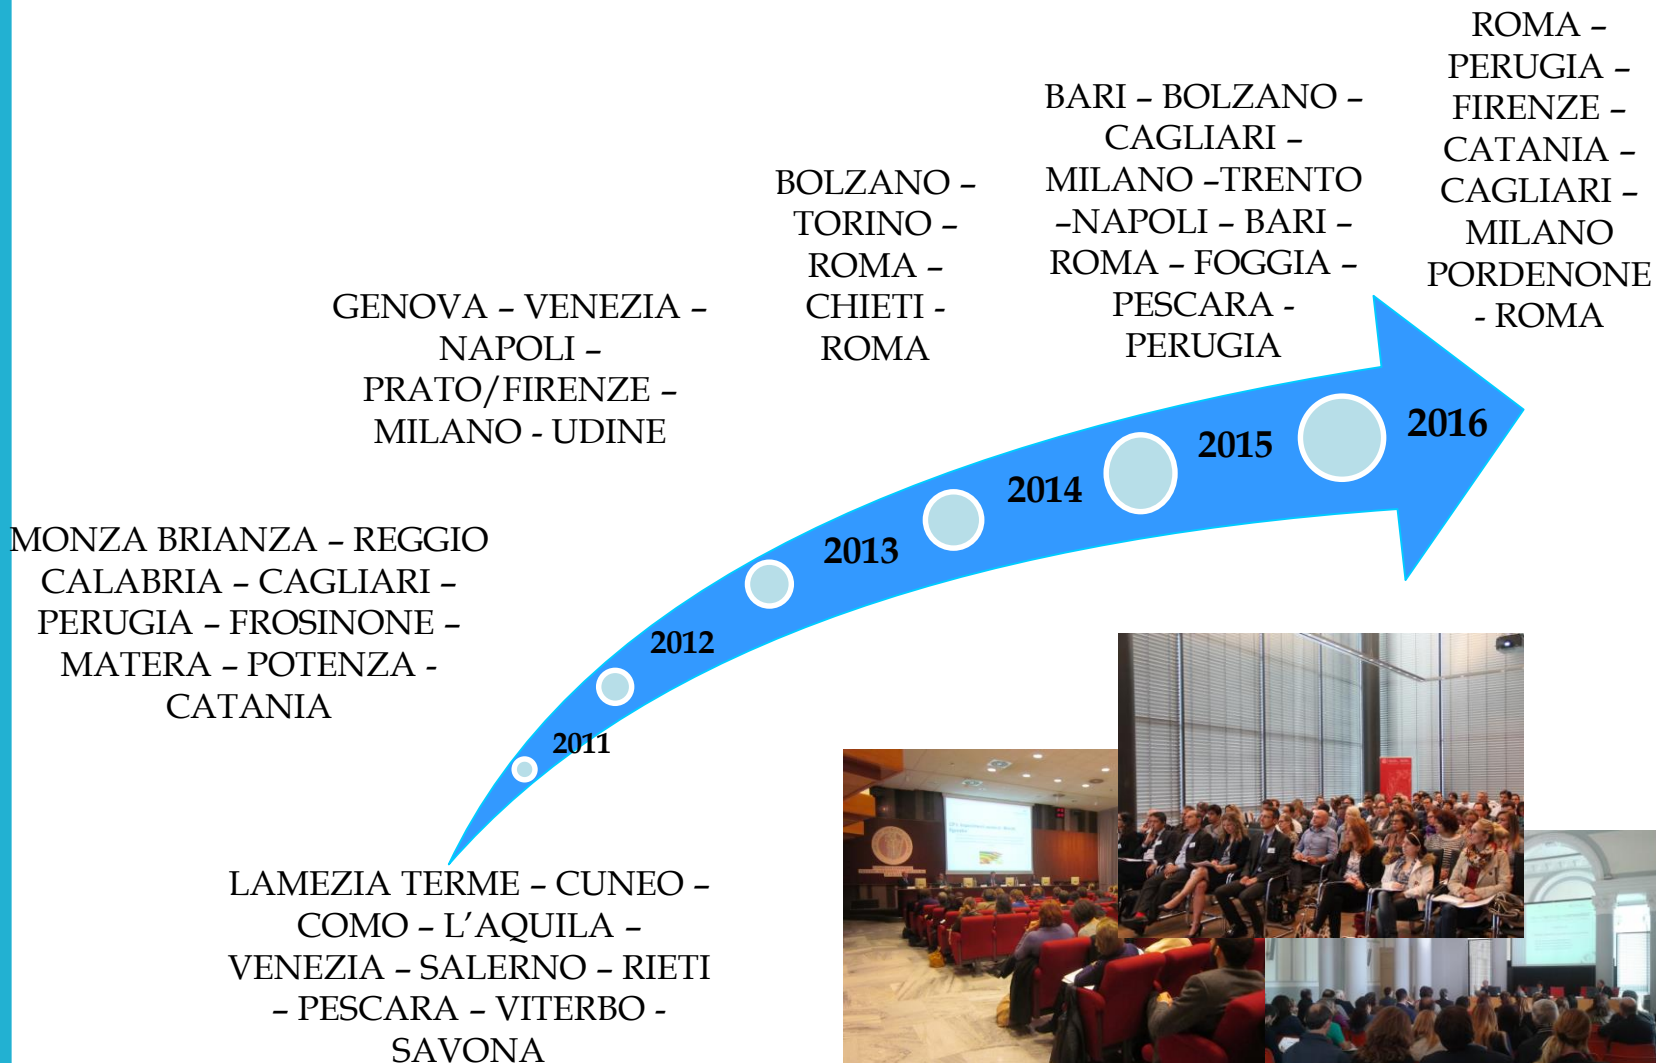 ROMA –
PERUGIA –
FIRENZE –
CATANIA –
CAGLIARI –
MILANO
PORDENONE
- ROMA
BARI – BOLZANO –
CAGLIARI –
MILANO –TRENTO
–NAPOLI – BARI –
ROMA – FOGGIA –
PESCARA -
PERUGIA
BOLZANO –
TORINO –
ROMA –
CHIETI -
ROMA
GENOVA – VENEZIA –
NAPOLI –
PRATO/FIRENZE –
MILANO - UDINE
MONZA BRIANZA – REGGIO
CALABRIA – CAGLIARI –
PERUGIA – FROSINONE –
MATERA – POTENZA -
CATANIA
2016
2015
2014
2013
2012
2011
LAMEZIA TERME – CUNEO –
COMO – L’AQUILA –
VENEZIA – SALERNO – RIETI
– PESCARA – VITERBO -
SAVONA